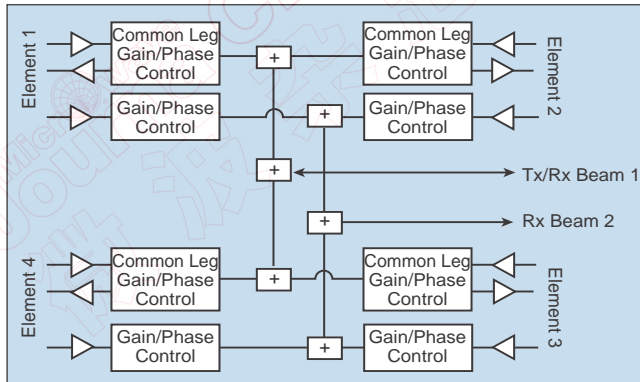 Element 1
Common Leg
Gain/Phase
Control
+
Common Leg
Gain/Phase
Control
Element 2
Gain/Phase
Control
+
Gain/Phase
Control
+
Tx/Rx Beam 1
+
Rx Beam 2
Element 4
Common Leg
Gain/Phase
Control
+
Common Leg
Gain/Phase
Control
Element 3
Gain/Phase
Control
+
Gain/Phase
Control